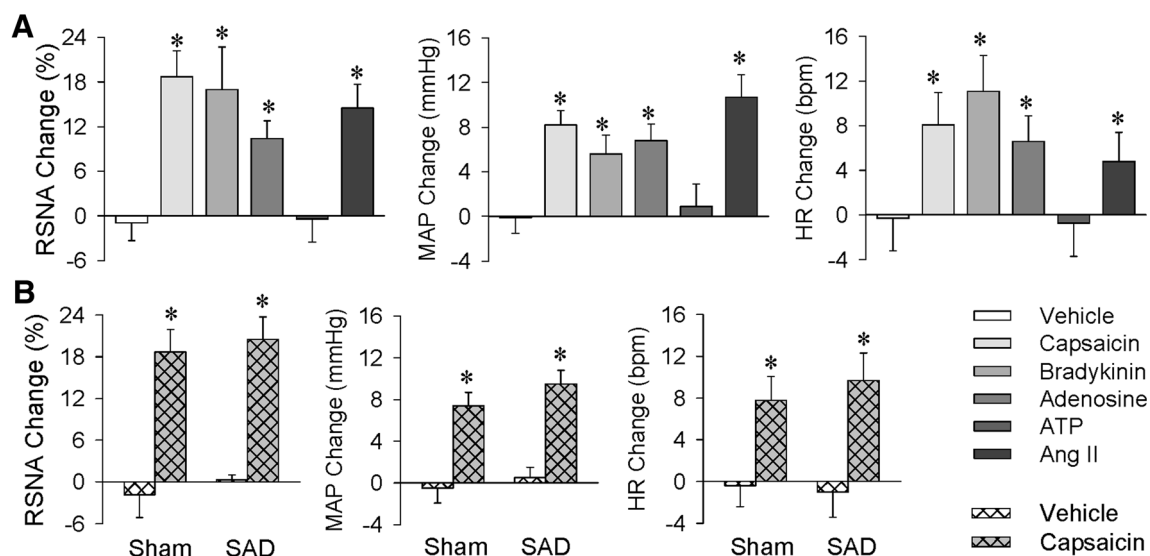 A
RSNA Change (%)
24
18
12
6
0
-6
* * * *
MAP Change (mmHg)
16
12
8
4
0
-4
* * * *
HR Change (bpm)
16
12
8
4
0
-4
* * * *
B
RSNA Change (%)
24
18
12
6
0
-6
* *
Sham SAD
MAP Change (mmHg)
16
12
8
4
0
-4
* *
Sham SAD
HR Change (bpm)
16
12
8
4
0
-4
* *
Sham SAD
Vehicle
Capsaicin
Bradykinin
Adenosine
ATP
Ang II
Vehicle
Capsaicin